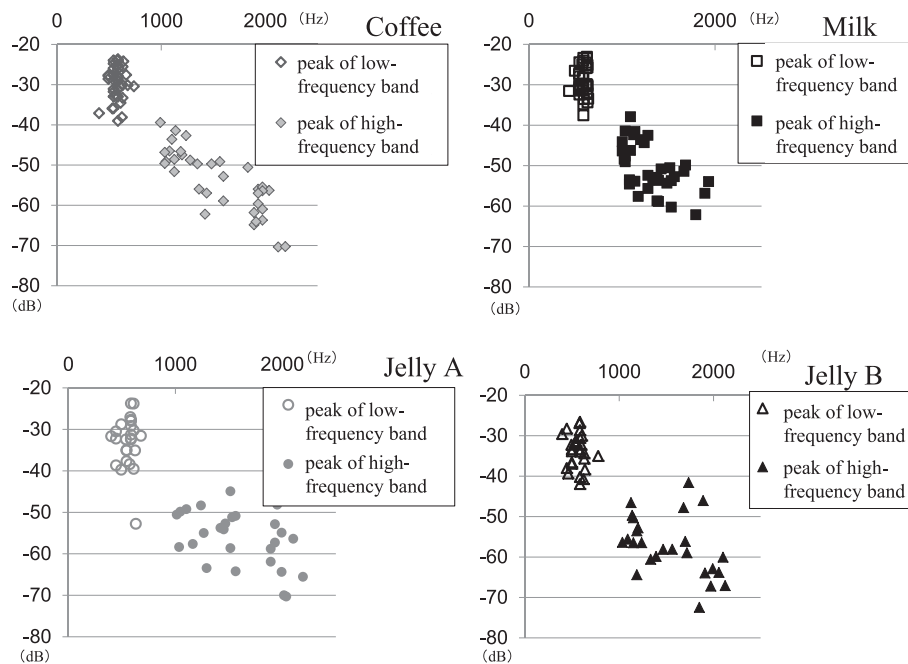 Coffee
0 1000 2000 (Hz)
-20
-30
-40
-50
-60
-70
-80
(dB)
peak of low-
frequency band
peak of high-
frequency band
Milk
0 1000 2000 (Hz)
-20
-30
-40
-50
-60
-70
-80
(dB)
peak of low-
frequency band
peak of high-
frequency band
Jelly A
0 1000 2000 (Hz)
-20
-30
-40
-50
-60
-70
-80
(dB)
peak of low-
frequency band
peak of high-
frequency band
Jelly B
0 1000 2000 (Hz)
-20
-30
-40
-50
-60
-70
-80
(dB)
peak of low-
frequency band
peak of high-
frequency band